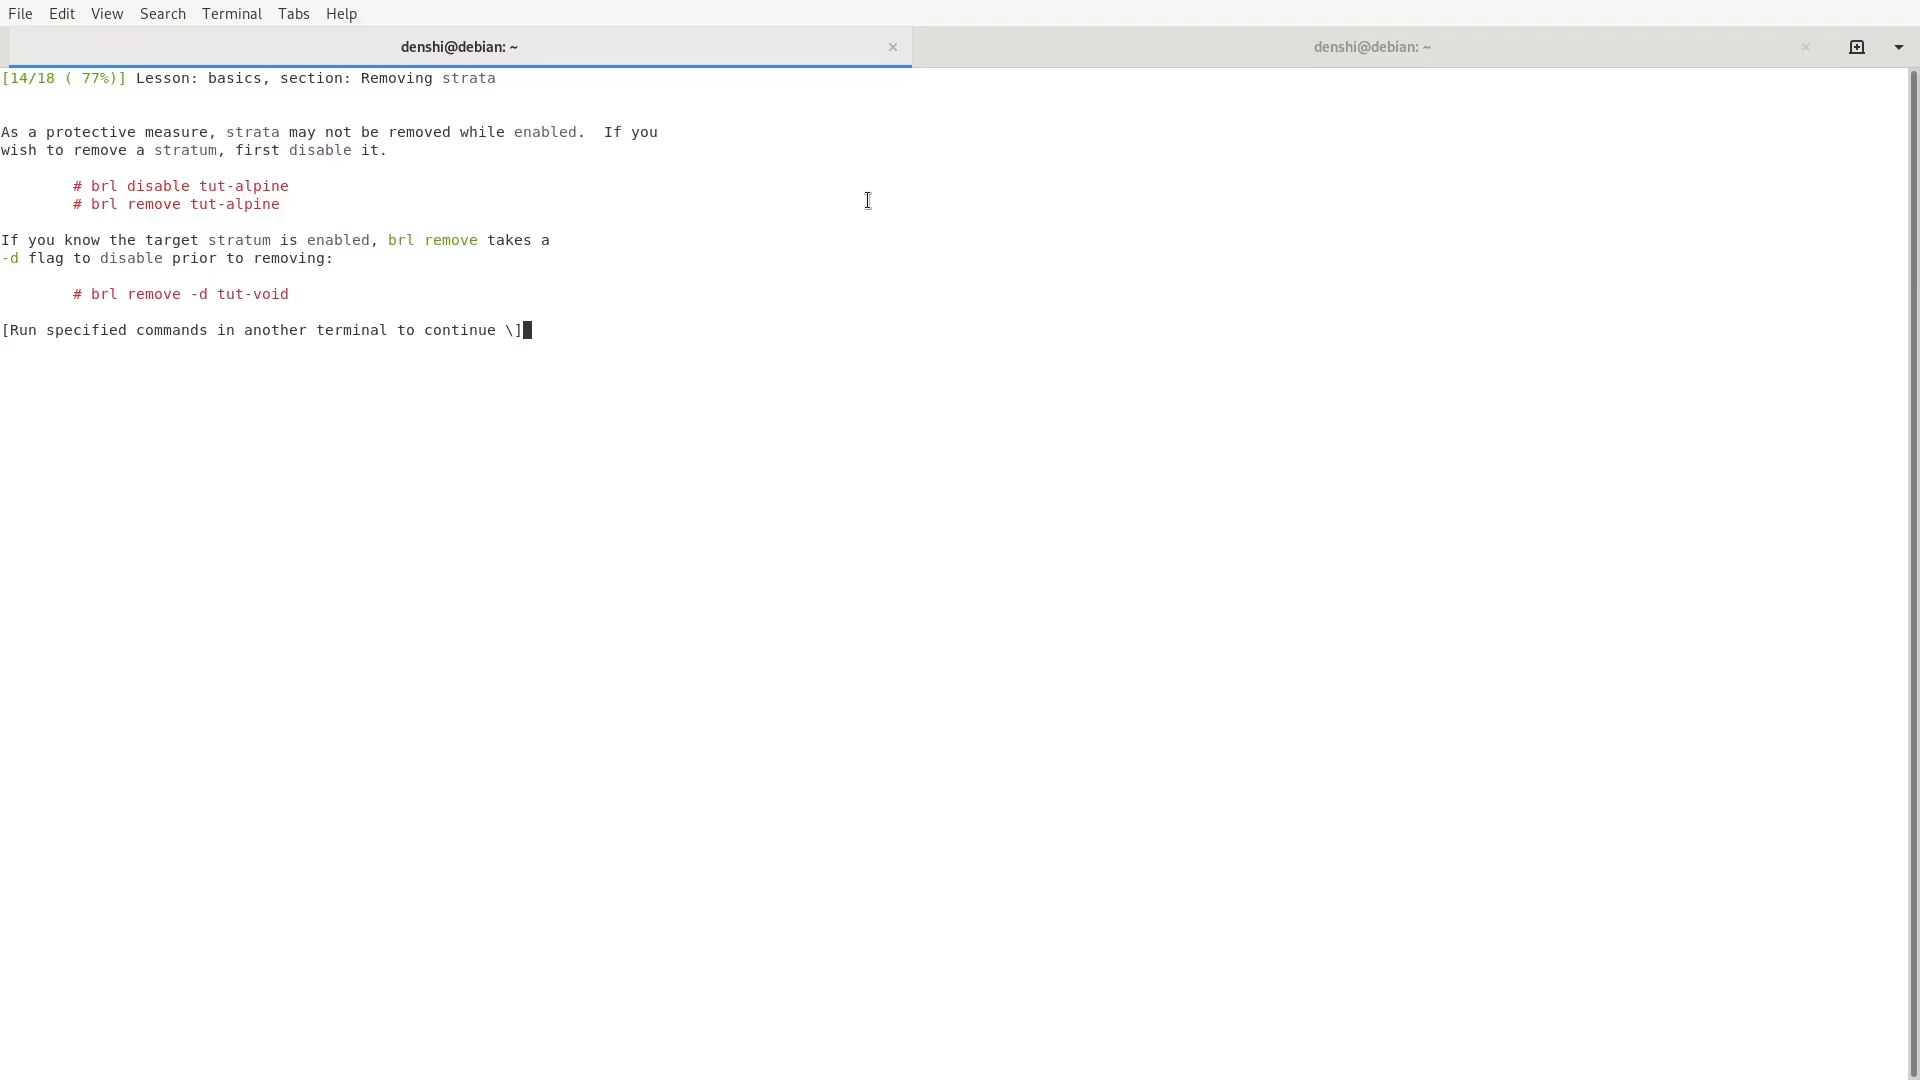 File Edit View Search Terminal Tabs Help
denshi@debian: ~ × denshi@debian: ~ ×
[14/18 ( 77%)] Lesson: basics, section: Removing strata
As a protective measure, strata may not be removed while enabled.  If you
wish to remove a stratum, first disable it.
# brl disable tut-alpine
# brl remove tut-alpine
If you know the target stratum is enabled, brl remove takes a
-d flag to disable prior to removing:
# brl remove -d tut-void
[Run specified commands in another terminal to continue \]